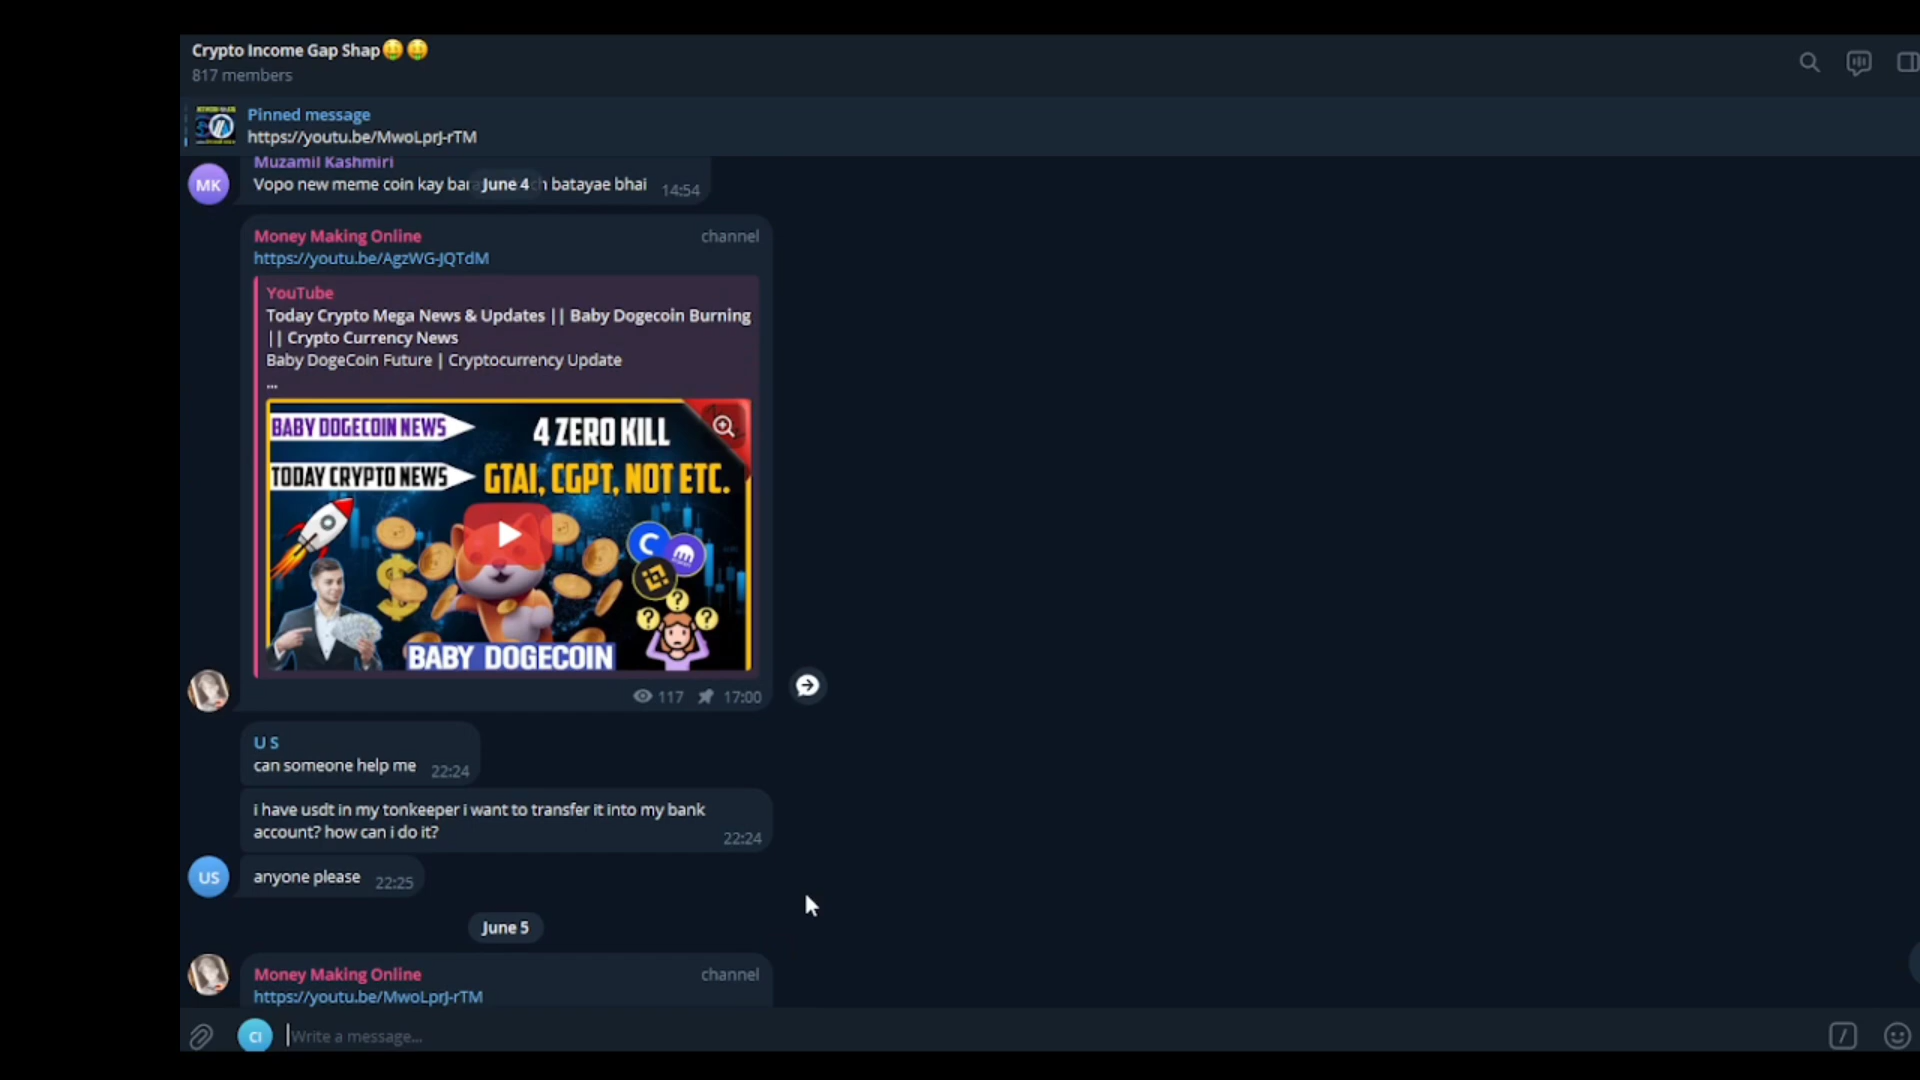 Crypto Income Gap Shap🤑🤑
817 members
Pinned message
https://youtu.be/MwoLprJ-rTM
Muzamil Kashmiri
Vopo new meme coin kay batayae bhai
14:54
June 4
Money Making Online
channel
https://youtu.be/AgzWG-JQTdM
YouTube
Today Crypto Mega News & Updates || Baby Dogecoin Burning
|| Crypto Currency News
Baby DogeCoin Future | Cryptocurrency Update
...
BABY DOGECOIN NEWS
4 ZERO KILL
TODAY CRYPTO NEWS
GTAI, CGPT, NOT ETC.
BABY DOGECOIN
117
17:00
MK
U S
can someone help me
22:24
i have usdt in my tonkeeper i want to transfer it into my bank
account? how can i do it?
22:24
US
anyone please
22:25
June 5
Money Making Online
channel
https://youtu.be/MwoLprJ-rTM
CI
Write a message...